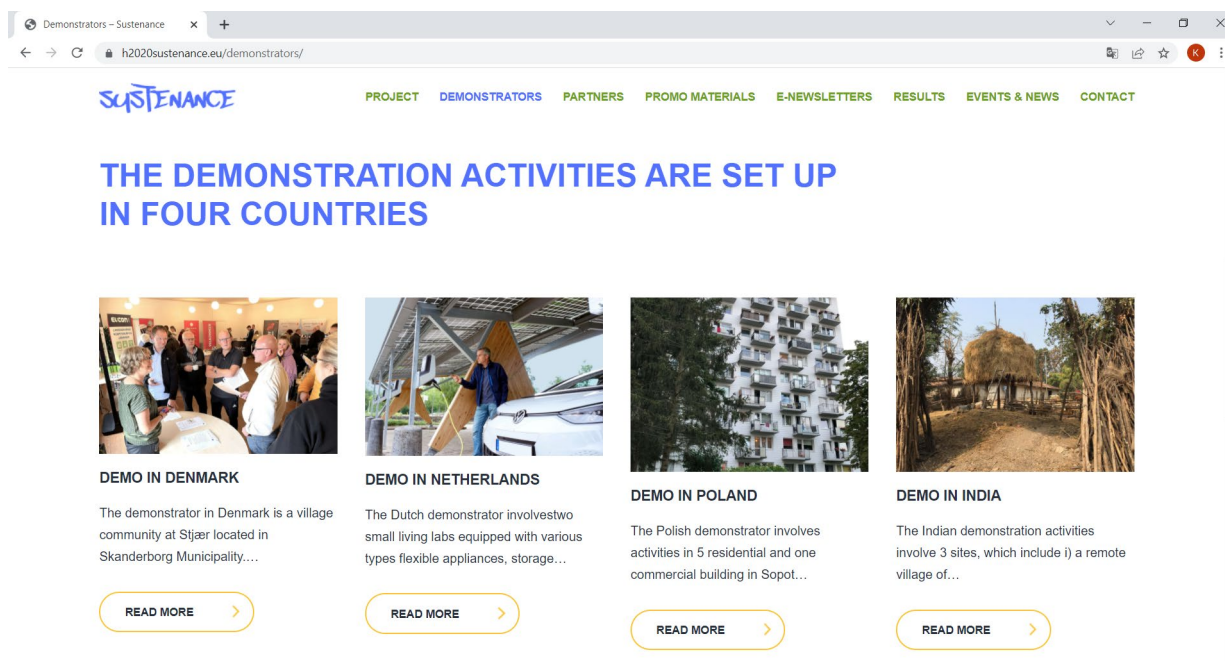 Demonstrators – Sustenance
h2020sustenance.eu/demonstrators/
K
SUSTENANCE
PROJECT DEMONSTRATORS PARTNERS PROMO MATERIALS E-NEWSLETTERS RESULTS EVENTS & NEWS CONTACT
THE DEMONSTRATION ACTIVITIES ARE SET UP
IN FOUR COUNTRIES
DEMO IN DENMARK
The demonstrator in Denmark is a village
community at Stjær located in
Skanderborg Municipality….
READ MORE
DEMO IN NETHERLANDS
The Dutch demonstrator involvestwo
small living labs equipped with various
types flexible appliances, storage…
READ MORE
DEMO IN POLAND
The Polish demonstrator involves
activities in 5 residential and one
commercial building in Sopot…
READ MORE
DEMO IN INDIA
The Indian demonstration activities
involve 3 sites, which include i) a remote
village of…
READ MORE